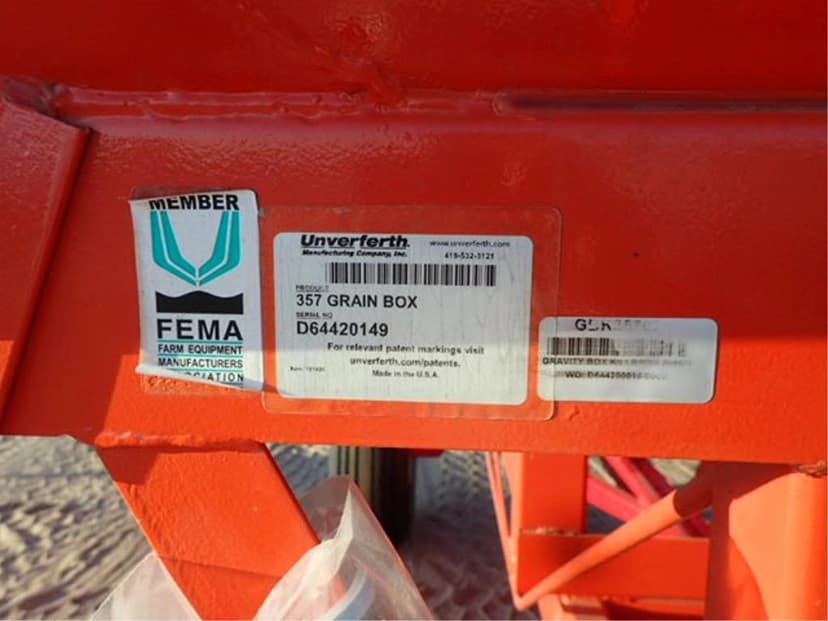 MEMBER
FEMA
FARM EQUIPMENT
MANUFACTURERS
Unverferth
Manufacturing Company, Inc.
www.unverferth.com
419-532-3121
PRODUCT
357 GRAIN BOX
SERIAL NO
D64420149
For relevant patent markings visit
unverferth.com/patents.
Made in the U.S.A.
GRAVITY BOX
WO: